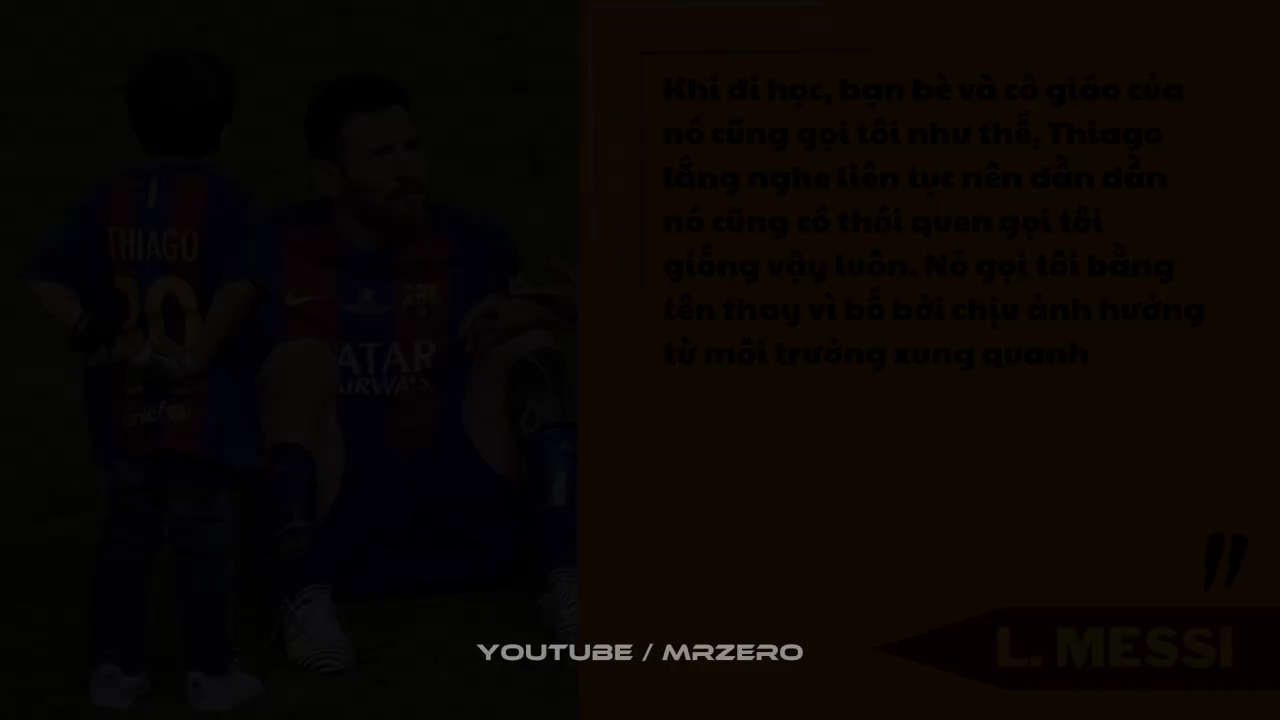 THIAGO
10
unicef
QATAR
AIRWAYS
Khi đi học, bạn bè và cô giáo của
nó cũng gọi tôi như thế, Thiago
lắng nghe liên tục nên dần dần
nó cũng có thói quen gọi tôi
giống vậy luôn. Nó gọi tôi bằng
tên thay vì bố bởi chịu ảnh hưởng
từ môi trường xung quanh
"
L. MESSI
YOUTUBE / MRZERO